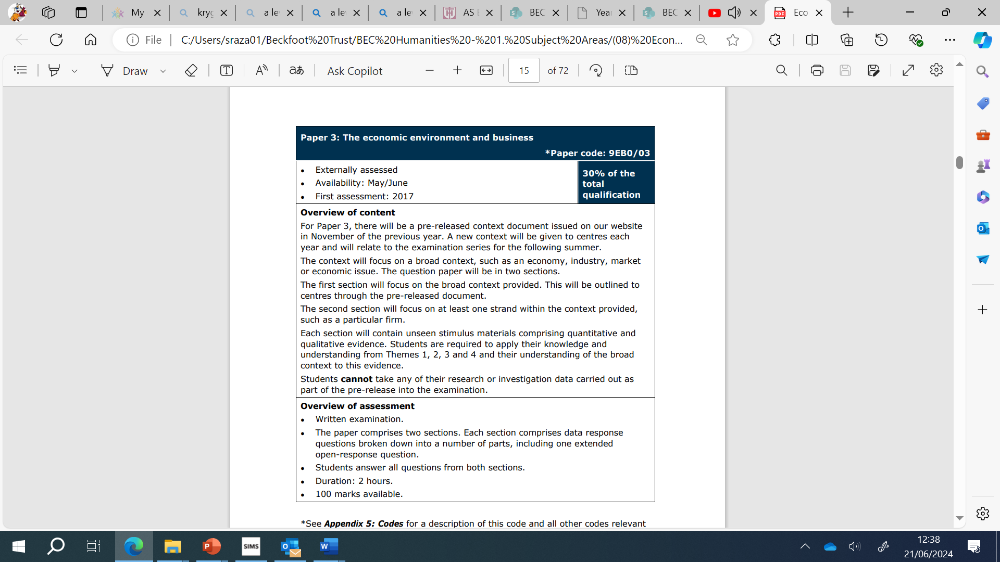 My
kryg
a lev
a lev
a lev
AS E
BEC
Year
BEC
Eco
File
C:/Users/sraza01/Beckfoot%20Trust/BEC%20Humanities%20-%201.%20Subject%20Areas/(08)%20Econ...
Draw
Ask Copilot
15 of 72
Paper 3: The economic environment and business
*Paper code: 9EB0/03
• Externally assessed
• Availability: May/June
• First assessment: 2017
30% of the
total
qualification
Overview of content
For Paper 3, there will be a pre-released context document issued on our website
in November of the previous year. A new context will be given to centres each
year and will relate to the examination series for the following summer.
The context will focus on a broad context, such as an economy, industry, market
or economic issue. The question paper will be in two sections.
The first section will focus on the broad context provided. This will be outlined to
centres through the pre-released document.
The second section will focus on at least one strand within the context provided,
such as a particular firm.
Each section will contain unseen stimulus materials comprising quantitative and
qualitative evidence. Students are required to apply their knowledge and
understanding from Themes 1, 2, 3 and 4 and their understanding of the broad
context to this evidence.
Students cannot take any of their research or investigation data carried out as
part of the pre-release into the examination.
Overview of assessment
• Written examination.
• The paper comprises two sections. Each section comprises data response
questions broken down into a number of parts, including one extended
open-response question.
• Students answer all questions from both sections.
• Duration: 2 hours.
• 100 marks available.
*See Appendix 5: Codes for a description of this code and all other codes relevant
SIMS
12:38
21/06/2024